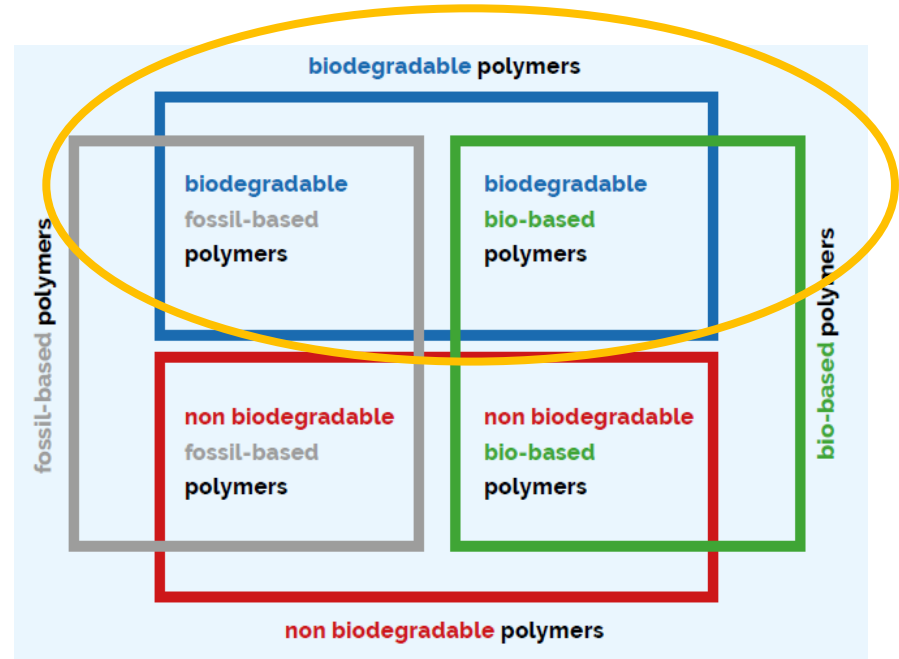 biodegradable polymers
biodegradable
fossil-based
polymers
biodegradable
bio-based
polymers
fossil-based polymers
bio-based polymers
non biodegradable
fossil-based
polymers
non biodegradable
bio-based
polymers
non biodegradable polymers